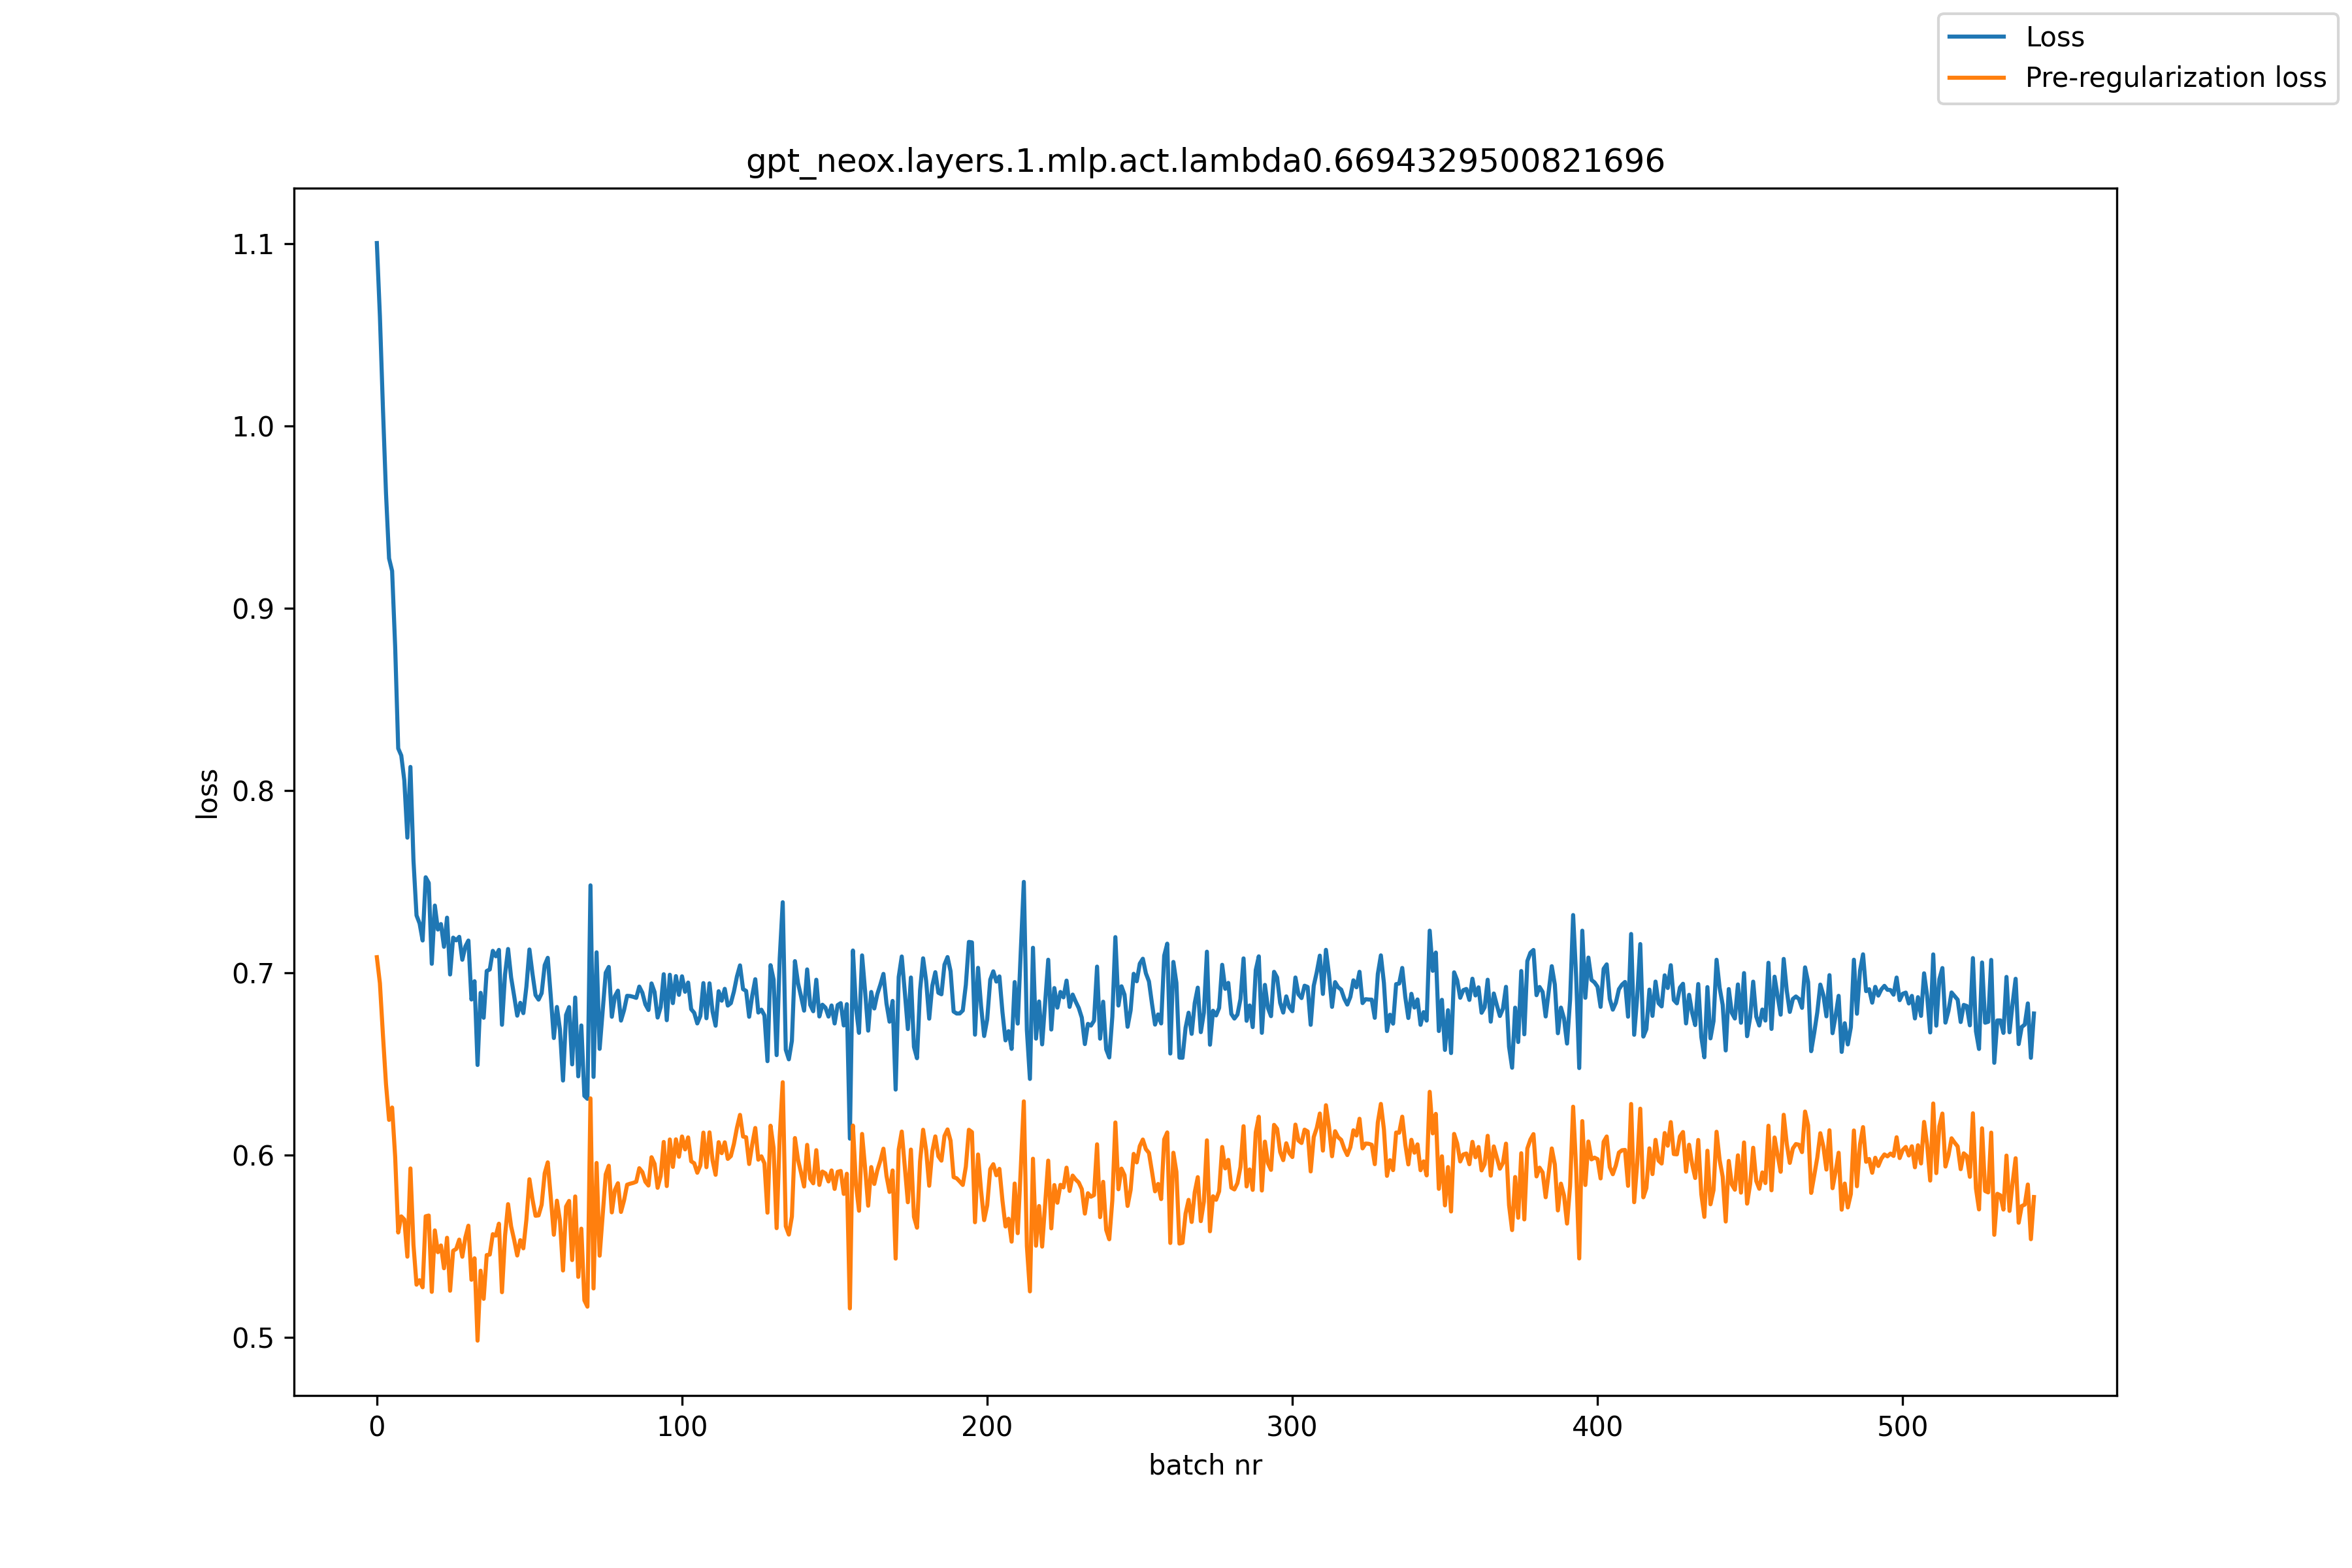 Loss
Pre-regularization loss
gpt_neox.layers.1.mlp.act.lambda0.6694329500821696
1.1
1.0
0.9
0.8
0.7
0.6
0.5
loss
0 100 200 300 400 500
batch nr